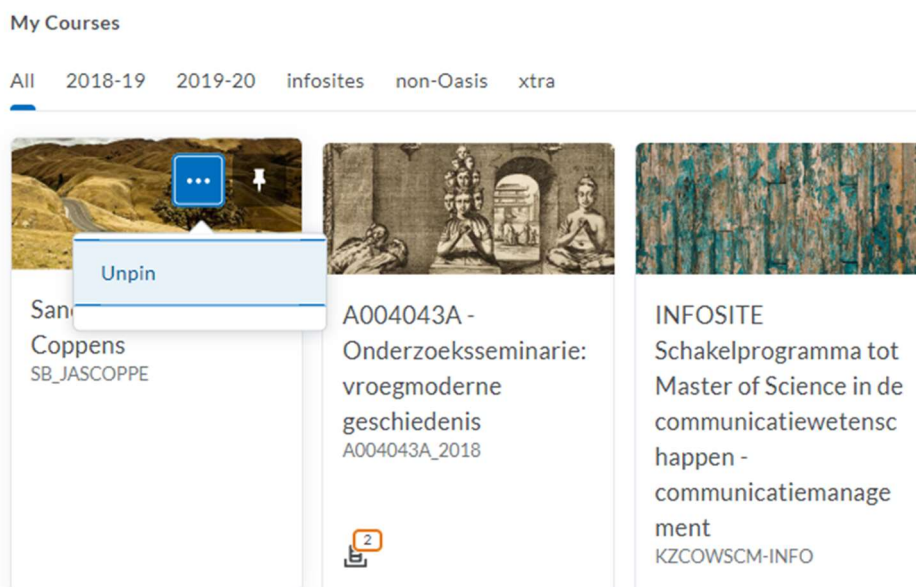 My Courses
All 2018-19 2019-20 infosites non-Oasis xtra
Unpin
Coppens
SB_JASCOPPE
A004043A -
Onderzoeksseminarie:
vroegmoderne
geschiedenis
A004043A_2018
2
INFOSITE
Schakelprogramma tot
Master of Science in de
communicatiewetensc
happen -
communicatiemanage
ment
KZCOWSCM-INFO